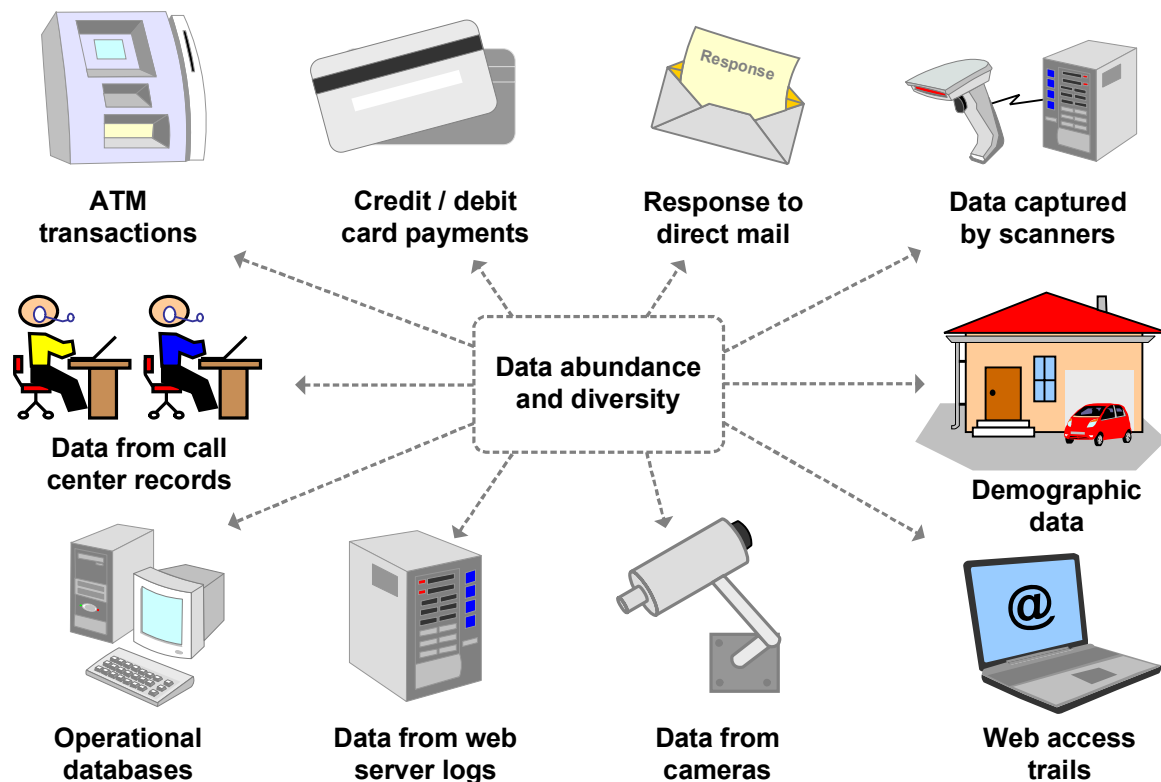 Response
ATM
transactions
Credit / debit
card payments
Response to
direct mail
Data captured
by scanners
Data abundance
and diversity
Data from call
center records
Demographic
data
@
Operational
databases
Data from web
server logs
Data from
cameras
Web access
trails